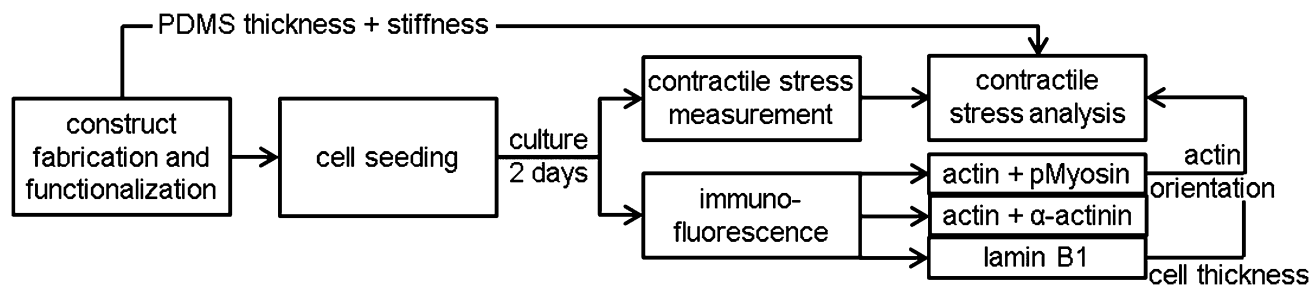 PDMS thickness + stiffness
construct
fabrication and
functionalization
cell seeding
culture
2 days
contractile stress
measurement
contractile
stress analysis
immuno-
fluorescence
actin + pMyosin
actin + α-actinin
lamin B1
actin
orientation
cell thickness